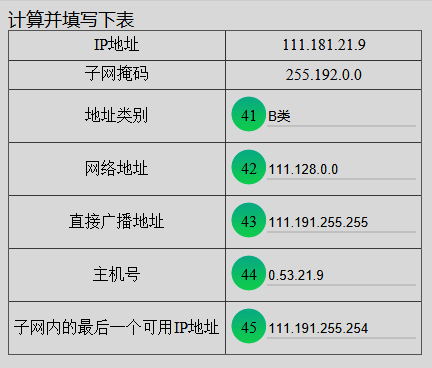 计算并填写下表
IP地址 111.181.21.9
子网掩码 255.192.0.0
地址类别 41 B类
网络地址 42 111.128.0.0
直接广播地址 43 111.191.255.255
主机号 44 0.53.21.9
子网内的最后一个可用IP地址 45 111.191.255.254